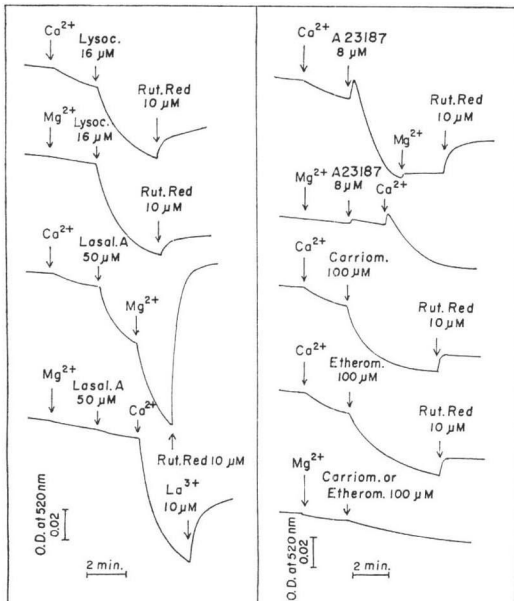 Ca²⁺ Lysoc.
16 µM
Rut. Red
10 µM
Mg²⁺ Lysoc.
16 µM
Rut. Red
10 µM
Ca²⁺ Lasal. A
50 µM
Mg²⁺
Mg²⁺ Lasal. A
50 µM
Ca²⁺
Rut. Red 10 µM
La³⁺
10 µM
O.D. at 520 nm
0.02
2 min.
Ca²⁺ A 23187
8 µM
Rut. Red
10 µM
Mg²⁺
Mg²⁺ A 23187
8 µM
Ca²⁺
Ca²⁺ Carriom.
100 µM
Rut. Red
10 µM
Ca²⁺ Etherom.
100 µM
Rut. Red
10 µM
Mg²⁺ Carriom. or
Etherom. 100 µM
O.D. at 520 nm
0.02
2 min.